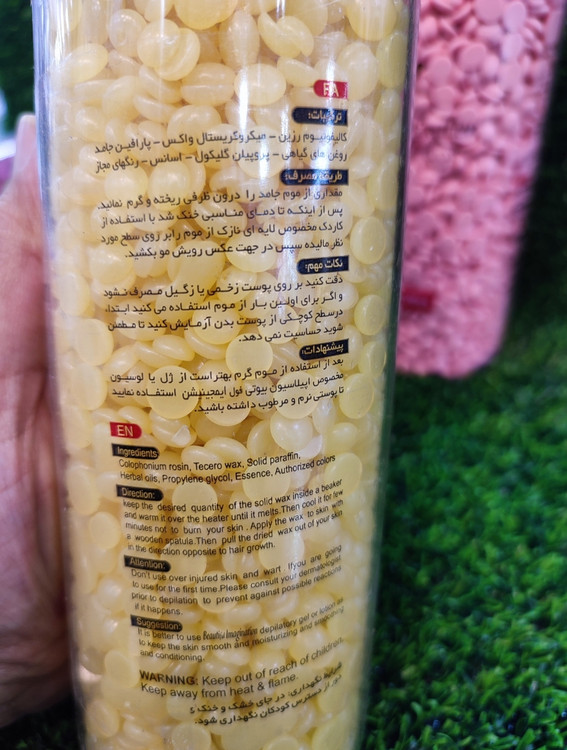 FA
ترکیبات:
کالیفونیوم رزین – میکروکریستال واکس – پارافین جامد
روغن های گیاهی – پروپیلن گلیکول – اسانس – رنگهای مجاز
طریقه مصرف:
مقداری از موم جامد را درون ظرفی ریخته و گرم نمائید.
پس از اینکه تا دمای مناسبی خنک شد با استفاده از
کاردک مخصوص لایه ای نازک از موم را بر روی سطح مورد
نظر مالیده سپس در جهت عکس رویش مو بکشید.
نکات مهم:
دقت کنید بر روی پوست زخمی یا زگیل مصرف نشود
و اگر برای اولین بار از موم استفاده می کنید ابتدا،
در سطح کوچکی از پوست بدن آزمایش کنید تا مطمئن
شوید حساسیت نمی دهد.
پیشنهادات:
بعد از استفاده از موم گرم بهتر است از ژل یا لوسیون
مخصوص اپیلاسیون بیوتی فول ایمجینیشن استفاده نمایید
تا پوستی نرم و مرطوب داشته باشید.
EN
Ingredients:
Colophonium rosin, Tecero wax, Solid paraffin,
Herbal oils, Propylene glycol, Essence, Authorized colors
Direction:
keep the desired quantity of the solid wax inside a beaker
and warm it over the heater until it melts.Then cool it for few
minutes not to burn your skin . Apply the wax to skin with
a wooden spatula.Then pull the dried wax out of your skin
in the direction opposite to hair growth.
Attention:
Don't use over injured skin and wart .Ifyou are going
to use for the first time.Please consult your dermatologist
prior to depilation to prevent against possible reactions
if it happens.
Suggestion:
It is better to use Beauties Imagination depilatory gel or lotion as
to keep the skin smooth and moisturizing and
and conditioning.
WARNING: Keep out of reach of children.
Keep away from heat & flame.
شرایط نگهداری: در جای خشک و خنک و
دور از دسترس کودکان نگهداری شود.